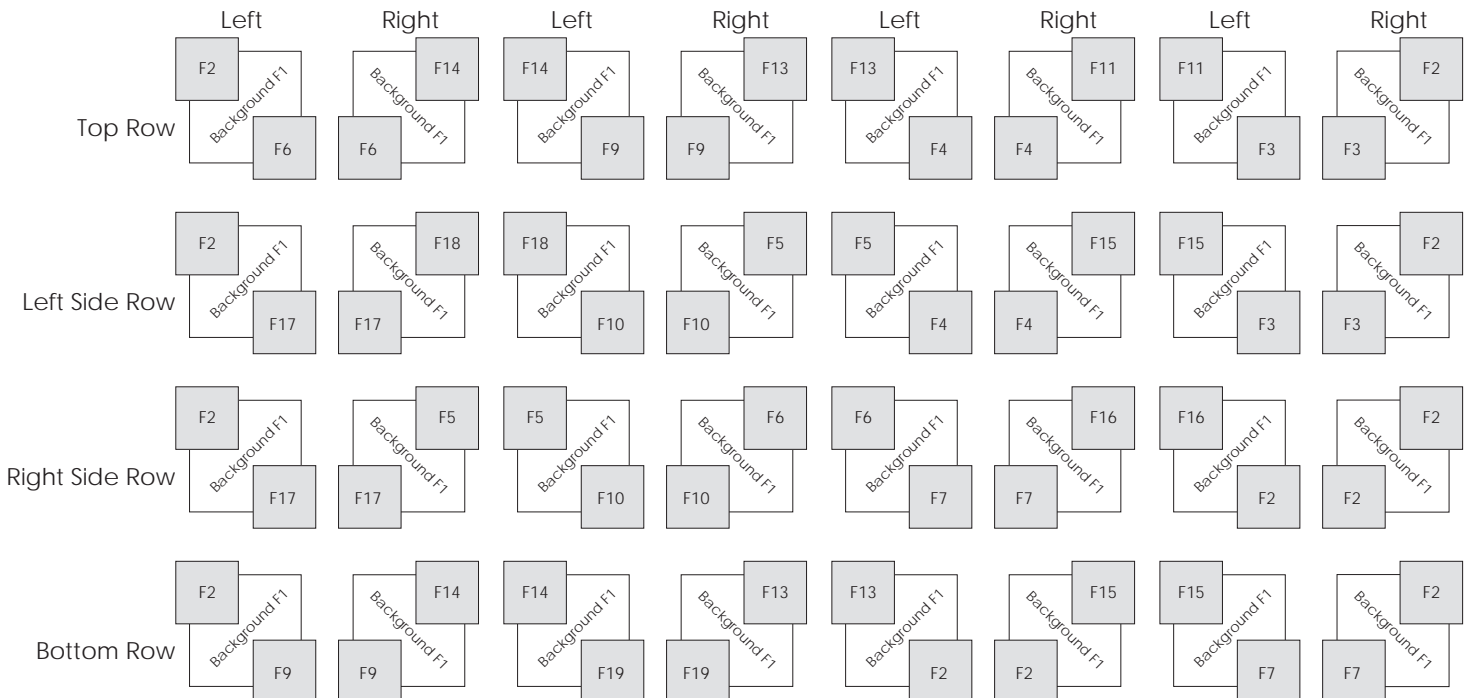 Left Right Left Right Left Right Left Right
F2 F14 F14 F13 F13 F11 F11 F2
Background F1 Background F1 Background F1 Background F1 Background F1 Background F1 Background F1 Background F1
Top Row
F6 F6 F9 F9 F4 F4 F3 F3
F2 F18 F18 F5 F5 F15 F15 F2
Background F1 Background F1 Background F1 Background F1 Background F1 Background F1 Background F1 Background F1
Left Side Row
F17 F17 F10 F10 F4 F4 F3 F3
F2 F5 F5 F6 F6 F16 F16 F2
Background F1 Background F1 Background F1 Background F1 Background F1 Background F1 Background F1 Background F1
Right Side Row
F17 F17 F10 F10 F7 F7 F2 F2
F2 F14 F14 F13 F13 F15 F15 F2
Background F1 Background F1 Background F1 Background F1 Background F1 Background F1 Background F1 Background F1
Bottom Row
F9 F9 F19 F19 F2 F2 F7 F7